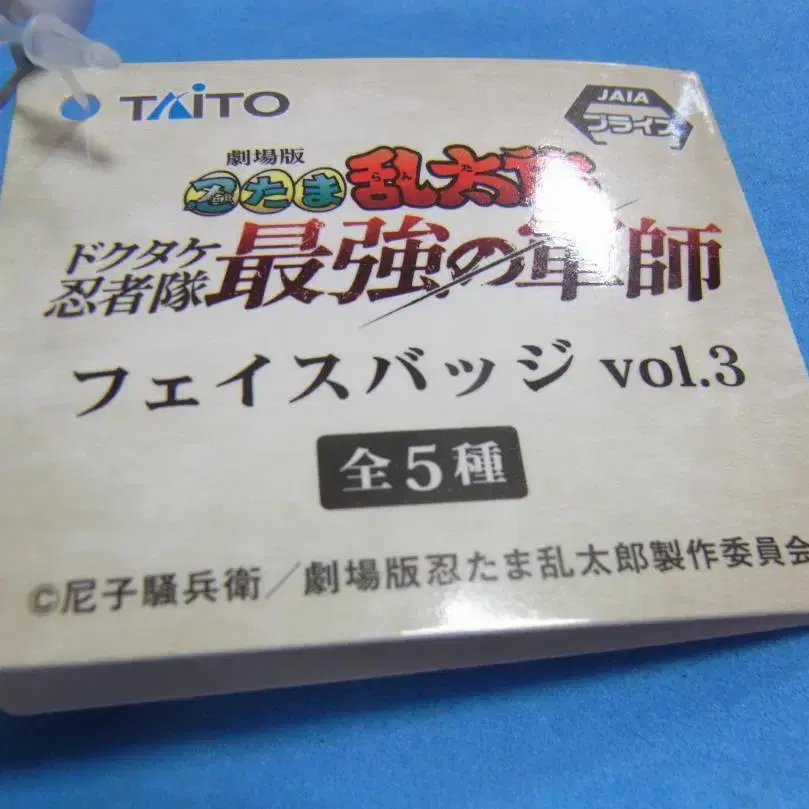 TAITO
JAIA
プライズ
劇場版
忍たま 乱太郎
らん た
ドクタケ
忍者隊 最強の軍師
フェイスバッジ vol.3
全5種
©尼子騒兵衛/劇場版忍たま乱太郎製作委員会